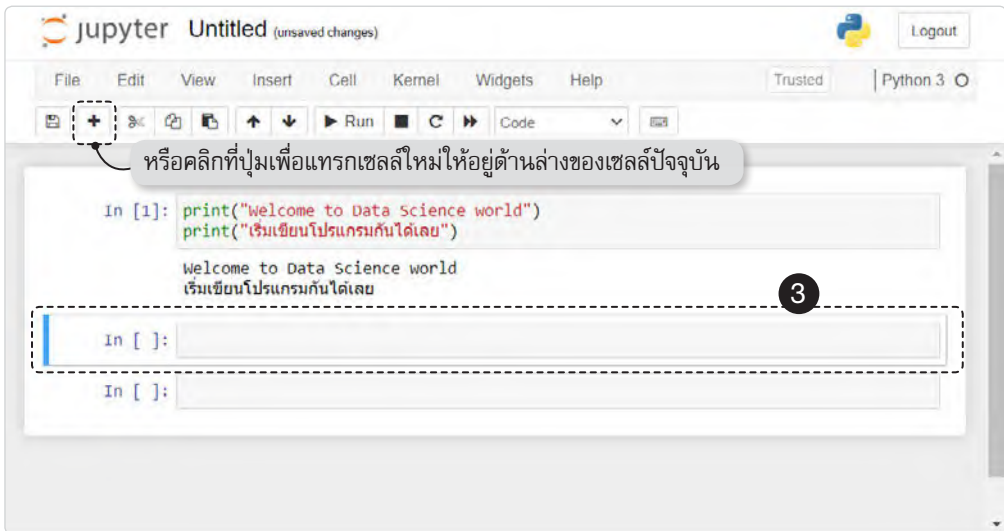 jupyter Untitled (unsaved changes) Logout
File Edit View Insert Cell Kernel Widgets Help Trusted Python 3
Run Code
หรือคลิกที่ปุ่มเพื่อแทรกเซลล์ใหม่ให้อยู่ด้านล่างของเซลล์ปัจจุบัน
In [1]: print("Welcome to Data Science world")
print("เริ่มเขียนโปรแกรมกันได้เลย")
Welcome to Data Science world
เริ่มเขียนโปรแกรมกันได้เลย
3
In [ ]:
In [ ]: